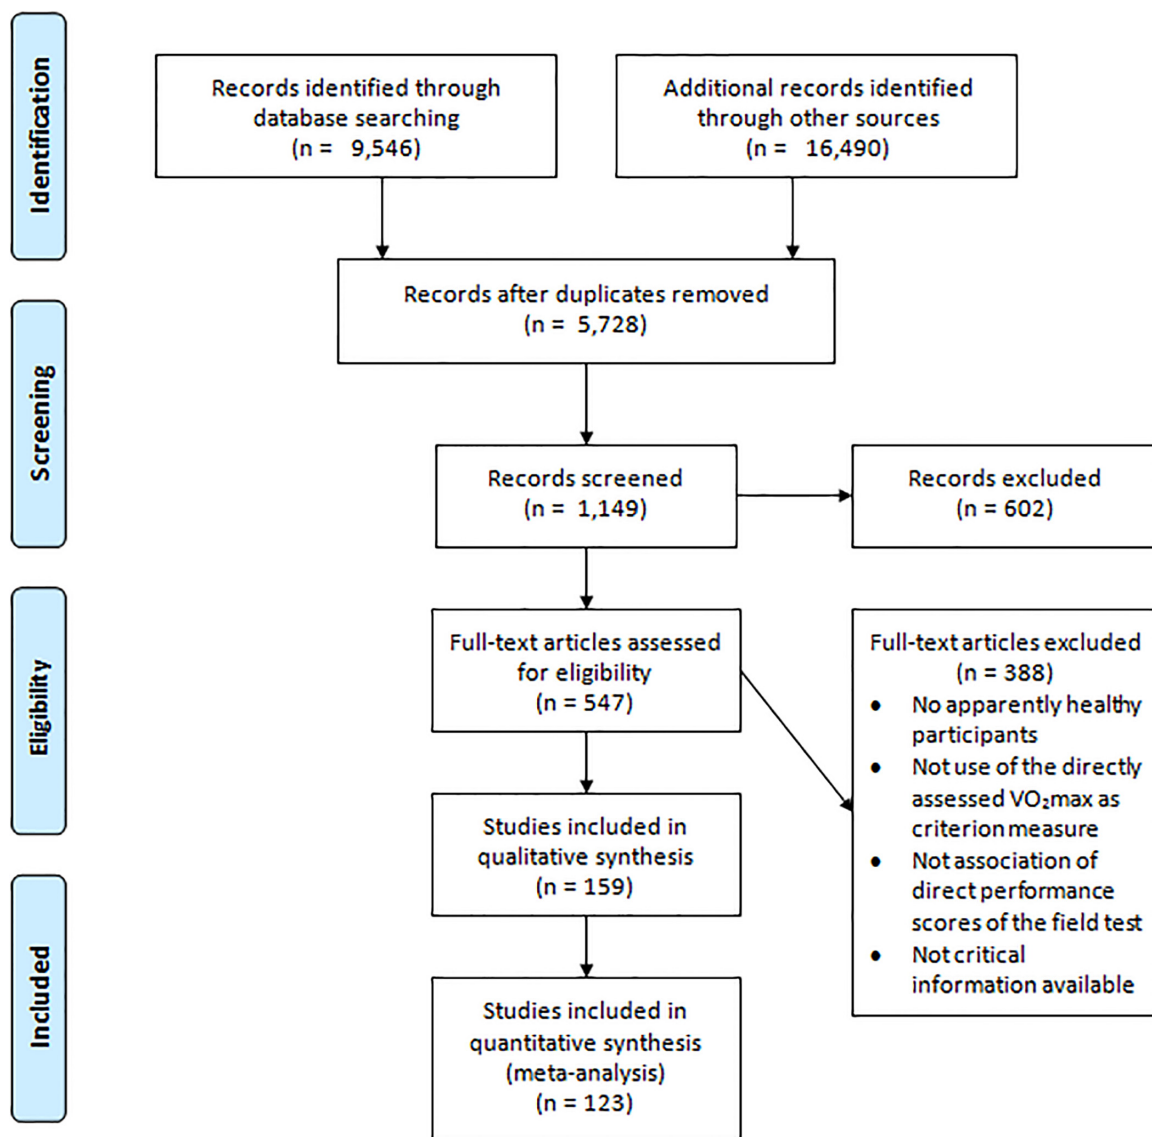 Identification
Records identified through
database searching
(n = 9,546)
Additional records identified
through other sources
(n = 16,490)
Records after duplicates removed
(n = 5,728)
Screening
Records screened
(n = 1,149)
Records excluded
(n = 602)
Eligibility
Full-text articles assessed
for eligibility
(n = 547)
Full-text articles excluded
(n = 388)
● No apparently healthy
participants
● Not use of the directly
assessed VO₂max as
criterion measure
● Not association of
direct performance
scores of the field test
● Not critical
information available
Studies included in
qualitative synthesis
(n = 159)
Included
Studies included in
quantitative synthesis
(meta-analysis)
(n = 123)